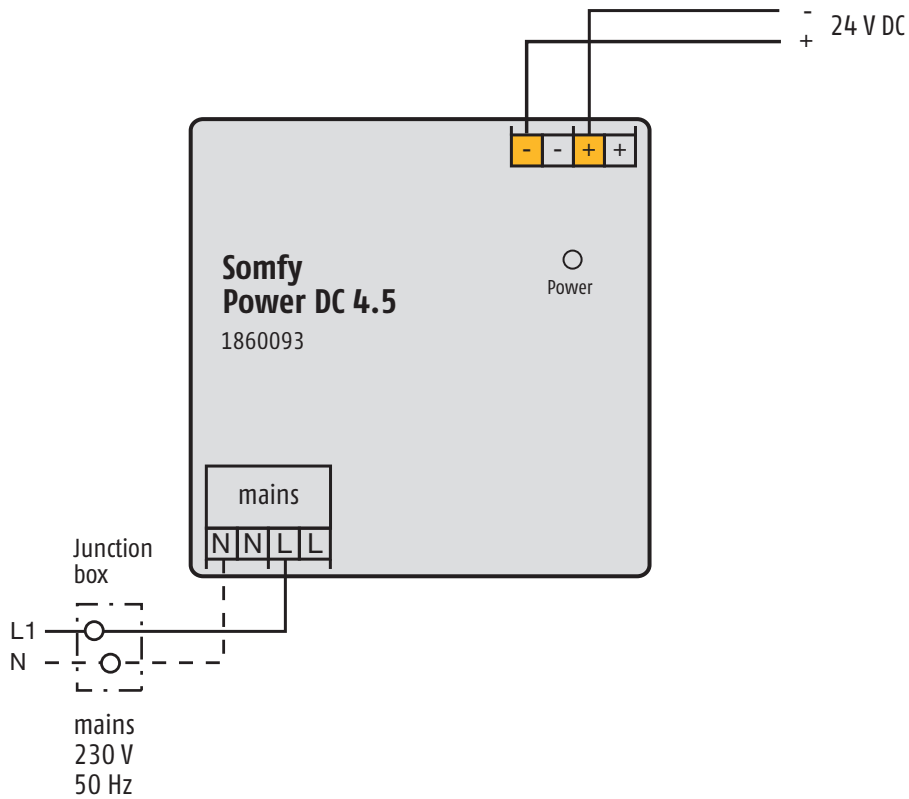 -
24 V DC
+
- - + +
Somfy
Power DC 4.5
1860093
Power
mains
N N L L
Junction
box
L1
N
mains
230 V
50 Hz